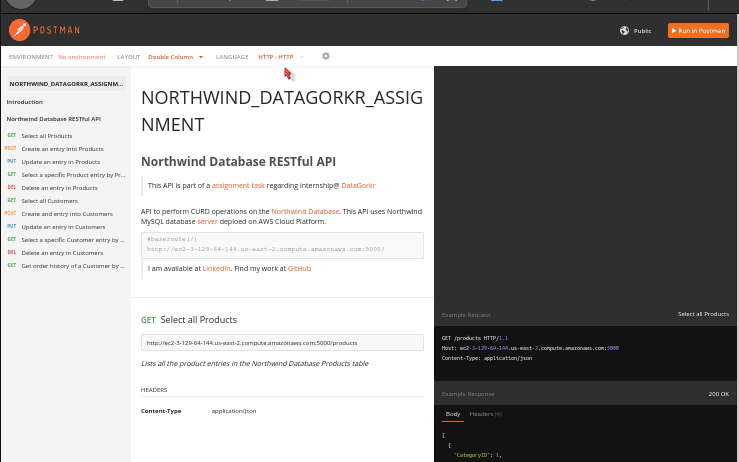 POSTMAN
Public
Run in Postman
ENVIRONMENT No environment LAYOUT Double Column LANGUAGE HTTP - HTTP
NORTHWIND_DATAGORKR_ASSIGNM...
Introduction
Northwind Database RESTful API
GET Select all Products
POST Create an entry into Products
PUT Update an entry in Products
GET Select a specific Product entry by Pr...
DEL Delete an entry in Products
GET Select all Customers
POST Create and entry into Customers
PUT Update an entry in Customers
GET Select a specific Customer entry by ...
DEL Delete an entry in Customers
GET Get order history of a Customer by ...
NORTHWIND_DATAGORKR_ASSIG
NMENT
Northwind Database RESTful API
This API is part of a assignment task regarding internship@ DataGorkr
API to perform CURD operations on the Northwind Database. This API uses Northwind
MySQL database server deploed on AWS Cloud Platform.
#baseroute(/)
http://ec2-3-129-64-144.us-east-2.compute.amazonaws.com:5000/
I am available at LinkedIn. Find my work at GitHub
GET Select all Products
http://ec2-3-129-64-144.us-east-2.compute.amazonaws.com:5000/products
Lists all the product entries in the Northwind Database Products table
HEADERS
Content-Type application/json
Example Request Select all Products
GET /products HTTP/1.1
Host: ec2-3-129-64-144.us-east-2.compute.amazonaws.com:5000
Content-Type: application/json
Example Response 200 OK
Body Headers (4)
[
{
"CategoryID": 1,